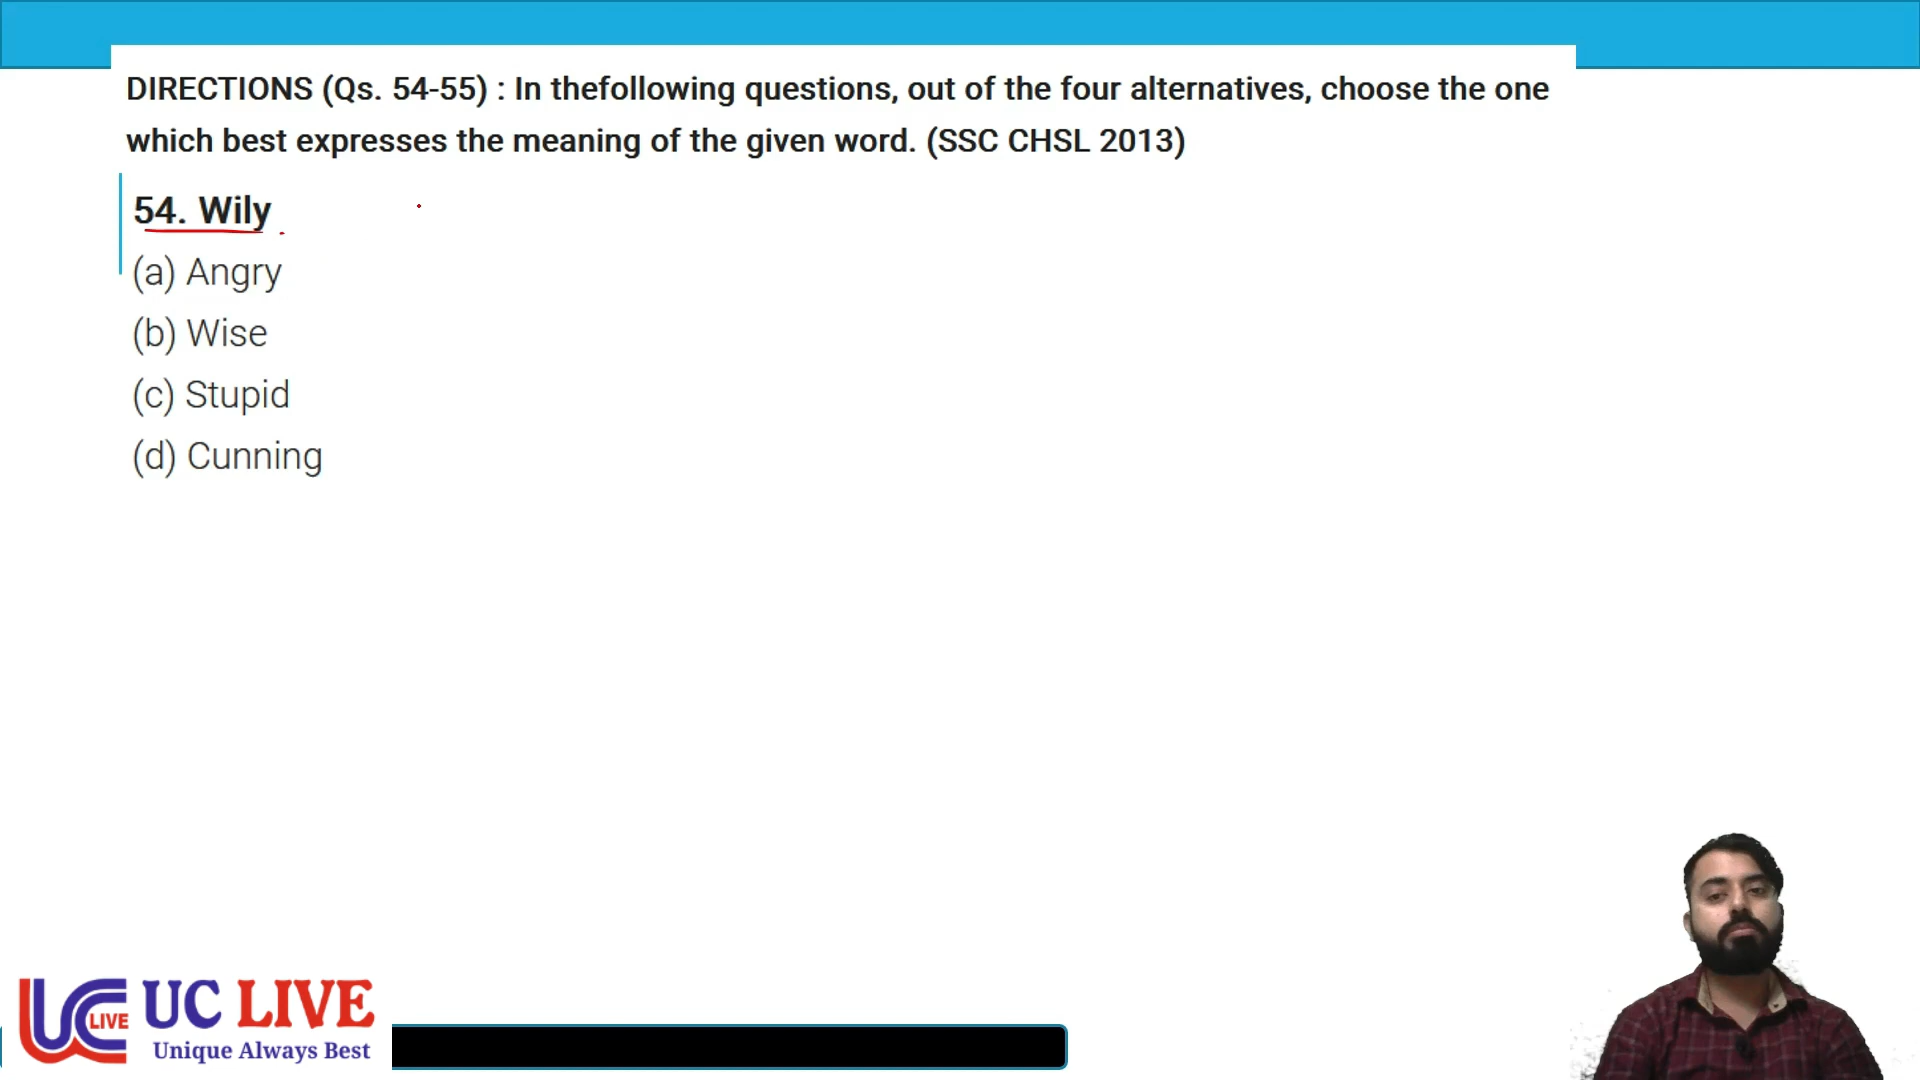 DIRECTIONS (Qs. 54-55) : In thefollowing questions, out of the four alternatives, choose the one
which best expresses the meaning of the given word. (SSC CHSL 2013)
54. Wily
(a) Angry
(b) Wise
(c) Stupid
(d) Cunning
UC LIVE UC LIVE
Unique Always Best